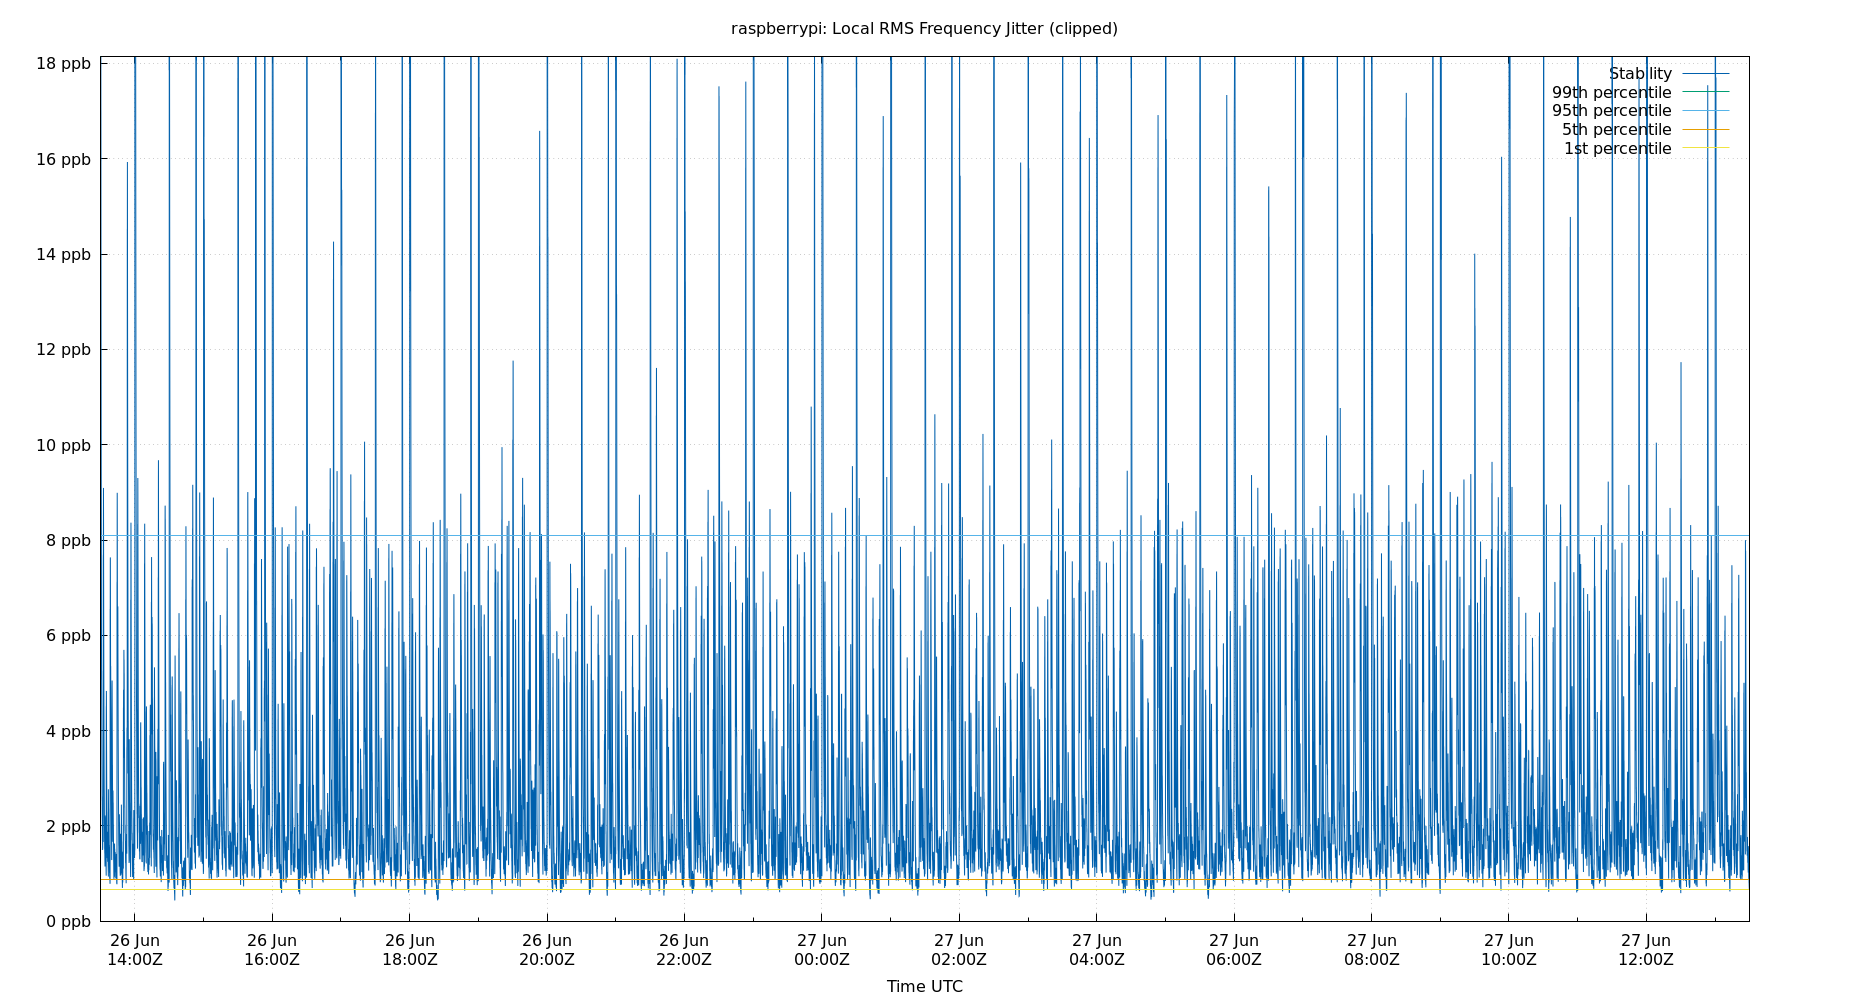 raspberrypi: Local RMS Frequency Jitter (clipped)
18 ppb
16 ppb
14 ppb
12 ppb
10 ppb
8 ppb
6 ppb
4 ppb
2 ppb
0 ppb
Stability
99th percentile
95th percentile
5th percentile
1st percentile
26 Jun 26 Jun 26 Jun 26 Jun 26 Jun 27 Jun 27 Jun 27 Jun 27 Jun 27 Jun 27 Jun 27 Jun
14:00Z 16:00Z 18:00Z 20:00Z 22:00Z 00:00Z 02:00Z 04:00Z 06:00Z 08:00Z 10:00Z 12:00Z
Time UTC